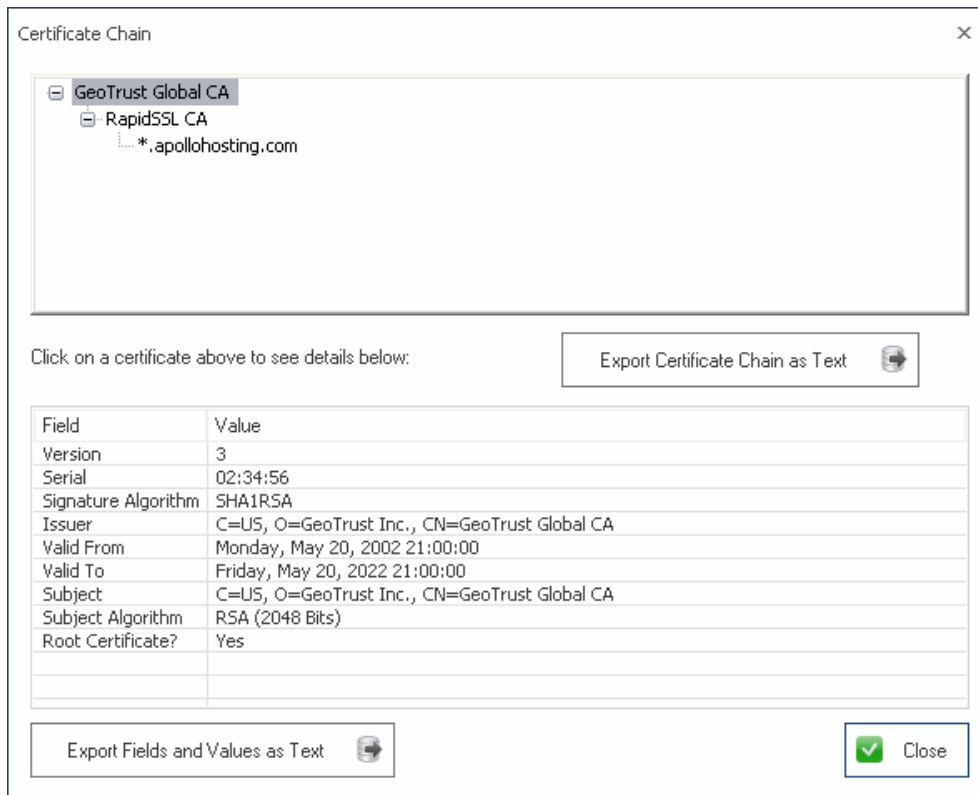 Certificate Chain
GeoTrust Global CA
RapidSSL CA
*.apollohosting.com
Click on a certificate above to see details below:
Export Certificate Chain as Text
Field Value
Version 3
Serial 02:34:56
Signature Algorithm SHA1RSA
Issuer C=US, O=GeoTrust Inc., CN=GeoTrust Global CA
Valid From Monday, May 20, 2002 21:00:00
Valid To Friday, May 20, 2022 21:00:00
Subject C=US, O=GeoTrust Inc., CN=GeoTrust Global CA
Subject Algorithm RSA (2048 Bits)
Root Certificate? Yes
Export Fields and Values as Text
Close